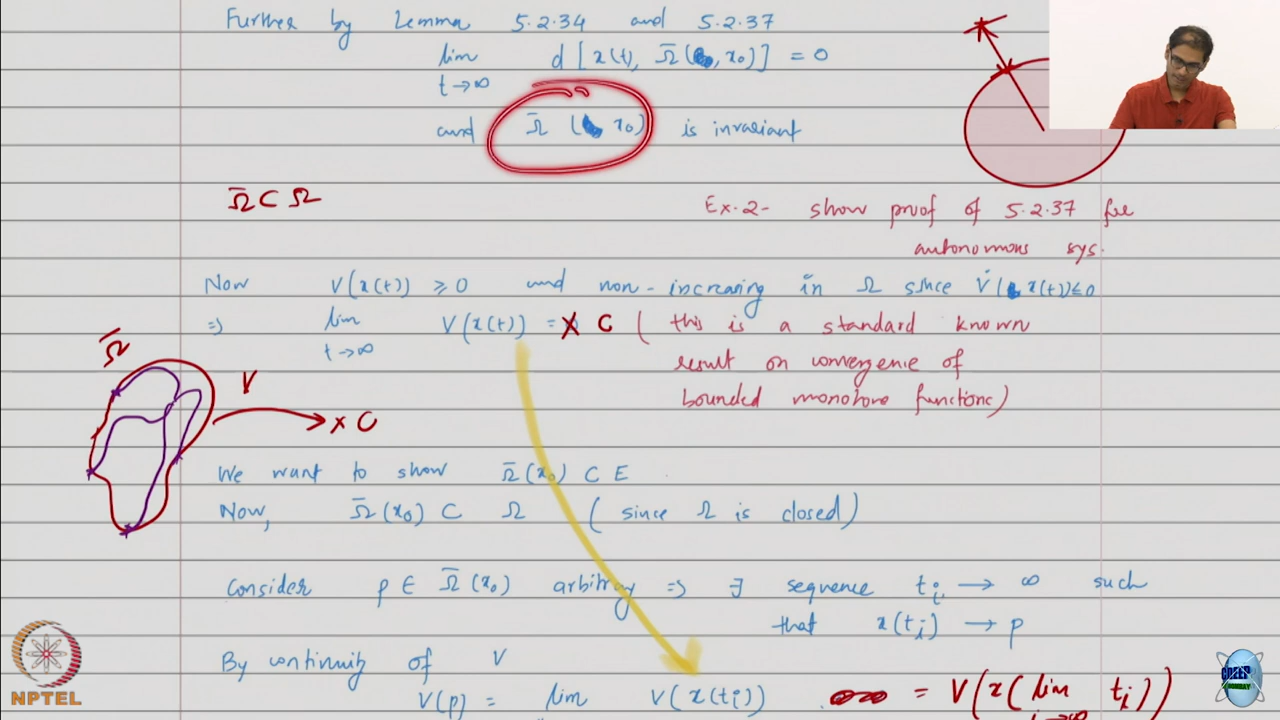 Further by Lemma 5.2.34 and 5.2.37
lim d [ x(t), Ω̄( , x₀)] = 0
t→∞
and Ω̄ ( x₀) is invariant
Ω̄ ⊂ Ω
Ex.2- show proof of 5.2.37 for
autonomous sys.
Now V(x(t)) ⩾ 0 and non-increasing in Ω since V̇( x(t)) ≤ 0
⇒ lim V(x(t)) = C ( this is a standard known
t→∞
result on convergence of
bounded monotone functions)
Ω̄
V
× C
We want to show Ω̄(x₀) ⊂ E
Now, Ω̄(x₀) ⊂ Ω ( since Ω is closed)
Consider p ∈ Ω̄(x₀) arbitray ⇒ ∃ sequence tᵢ → ∞ such
that x(tᵢ) → p
By continuity of V
V(p) = lim V(x(tᵢ)) = V(x(lim tᵢ))
i→∞
NPTEL